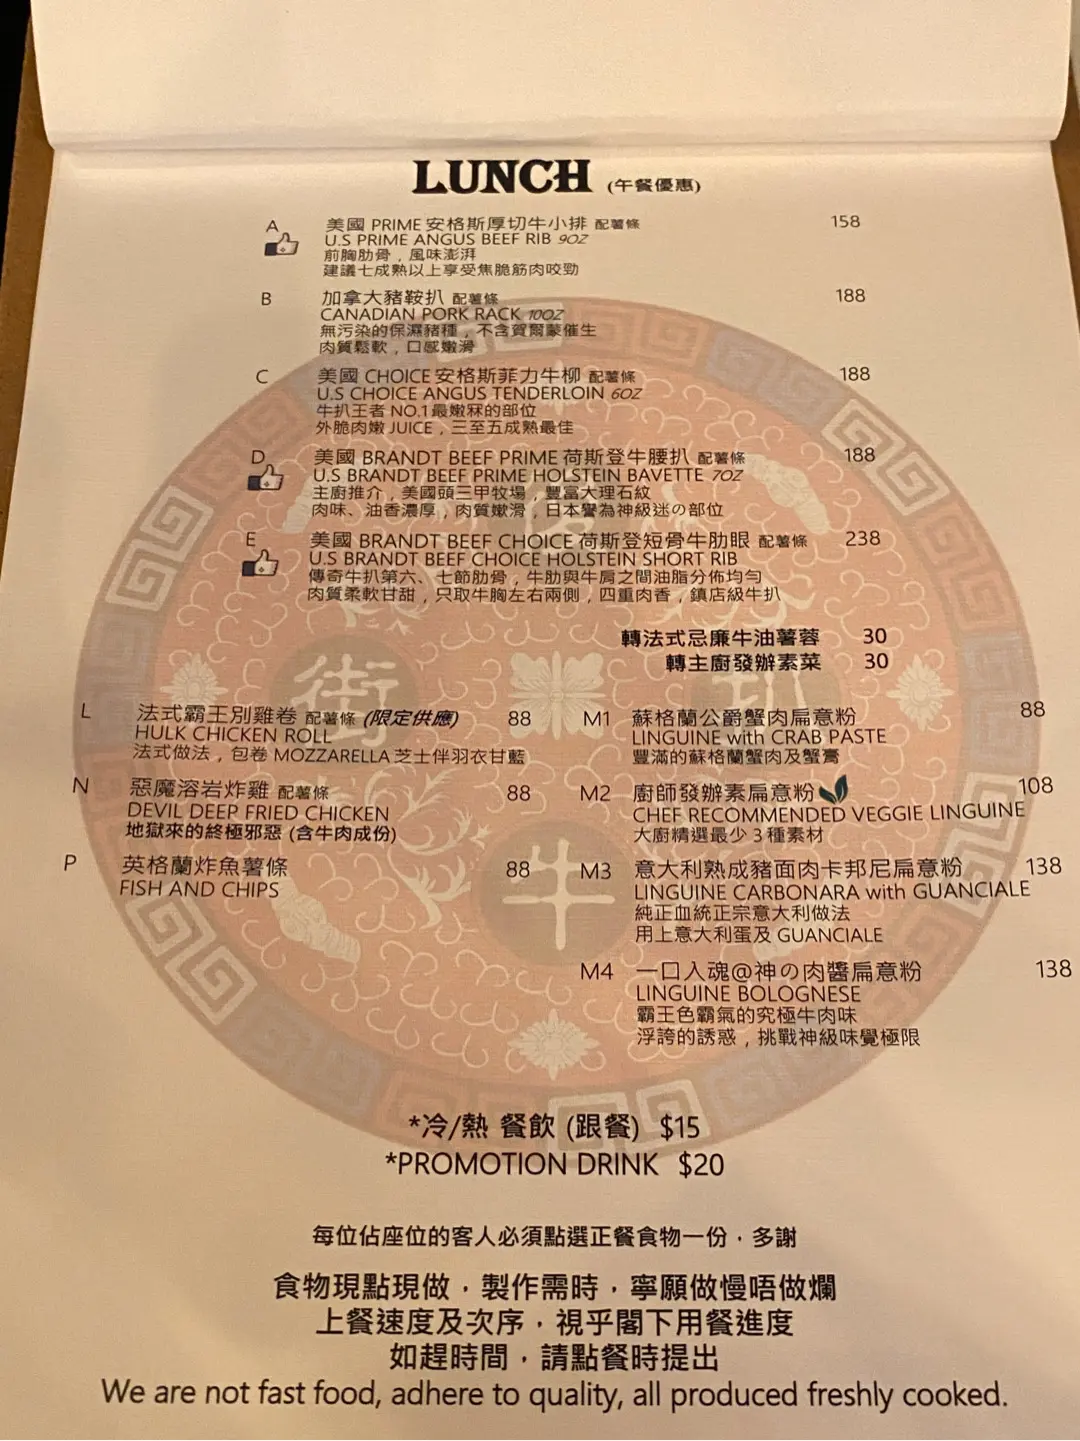 LUNCH (午餐優惠)
A 美國 PRIME 安格斯厚切牛小排 配薯條 158
U.S PRIME ANGUS BEEF RIB 9OZ
前胸肋骨，風味澎湃
建議七成熟以上享受焦脆筋肉咬勁
B 加拿大豬鞍扒 配薯條 188
CANADIAN PORK RACK 10OZ
無污染的保濕豬種，不含賀爾蒙催生
肉質鬆軟，口感嫩滑
C 美國 CHOICE 安格斯菲力牛柳 配薯條 188
U.S CHOICE ANGUS TENDERLOIN 6OZ
牛扒王者 NO.1 最嫩冧的部位
外脆肉嫩 JUICE，三至五成熟最佳
D 美國 BRANDT BEEF PRIME 荷斯登牛腰扒 配薯條 188
U.S BRANDT BEEF PRIME HOLSTEIN BAVETTE 7OZ
主廚推介，美國頭三甲牧場，豐富大理石紋
肉味、油香濃厚，肉質嫩滑，日本譽為神級迷の部位
E 美國 BRANDT BEEF CHOICE 荷斯登短骨牛肋眼 配薯條 238
U.S BRANDT BEEF CHOICE HOLSTEIN SHORT RIB
傳奇牛扒第六、七節肋骨，牛肋與牛肩之間油脂分佈均勻
肉質柔軟甘甜，只取牛胸左右兩側，四重肉香，鎮店級牛扒
轉法式忌廉牛油薯蓉 30
轉主廚發辦素菜 30
L 法式霸王別雞卷 配薯條 (限定供應) 88
HULK CHICKEN ROLL
法式做法，包卷 MOZZARELLA 芝士伴羽衣甘藍
N 惡魔溶岩炸雞 配薯條 88
DEVIL DEEP FRIED CHICKEN
地獄來的終極邪惡 (含牛肉成份)
P 英格蘭炸魚薯條 88
FISH AND CHIPS
M1 蘇格蘭公爵蟹肉扁意粉 88
LINGUINE with CRAB PASTE
豐滿的蘇格蘭蟹肉及蟹膏
M2 廚師發辦素扁意粉 108
CHEF RECOMMENDED VEGGIE LINGUINE
大廚精選最少 3 種素材
M3 意大利熟成豬面肉卡邦尼扁意粉 138
LINGUINE CARBONARA with GUANCIALE
純正血統正宗意大利做法
用上意大利蛋及 GUANCIALE
M4 一口入魂@神の肉醬扁意粉 138
LINGUINE BOLOGNESE
霸王色霸氣的究極牛肉味
浮誇的誘惑，挑戰神級味覺極限
街
扒
牛
*冷/熱 餐飲 (跟餐) $15
*PROMOTION DRINK $20
每位佔座位的客人必須點選正餐食物一份．多謝
食物現點現做．製作需時．寧願做慢唔做爛
上餐速度及次序．視乎閣下用餐進度
如趕時間．請點餐時提出
We are not fast food, adhere to quality, all produced freshly cooked.